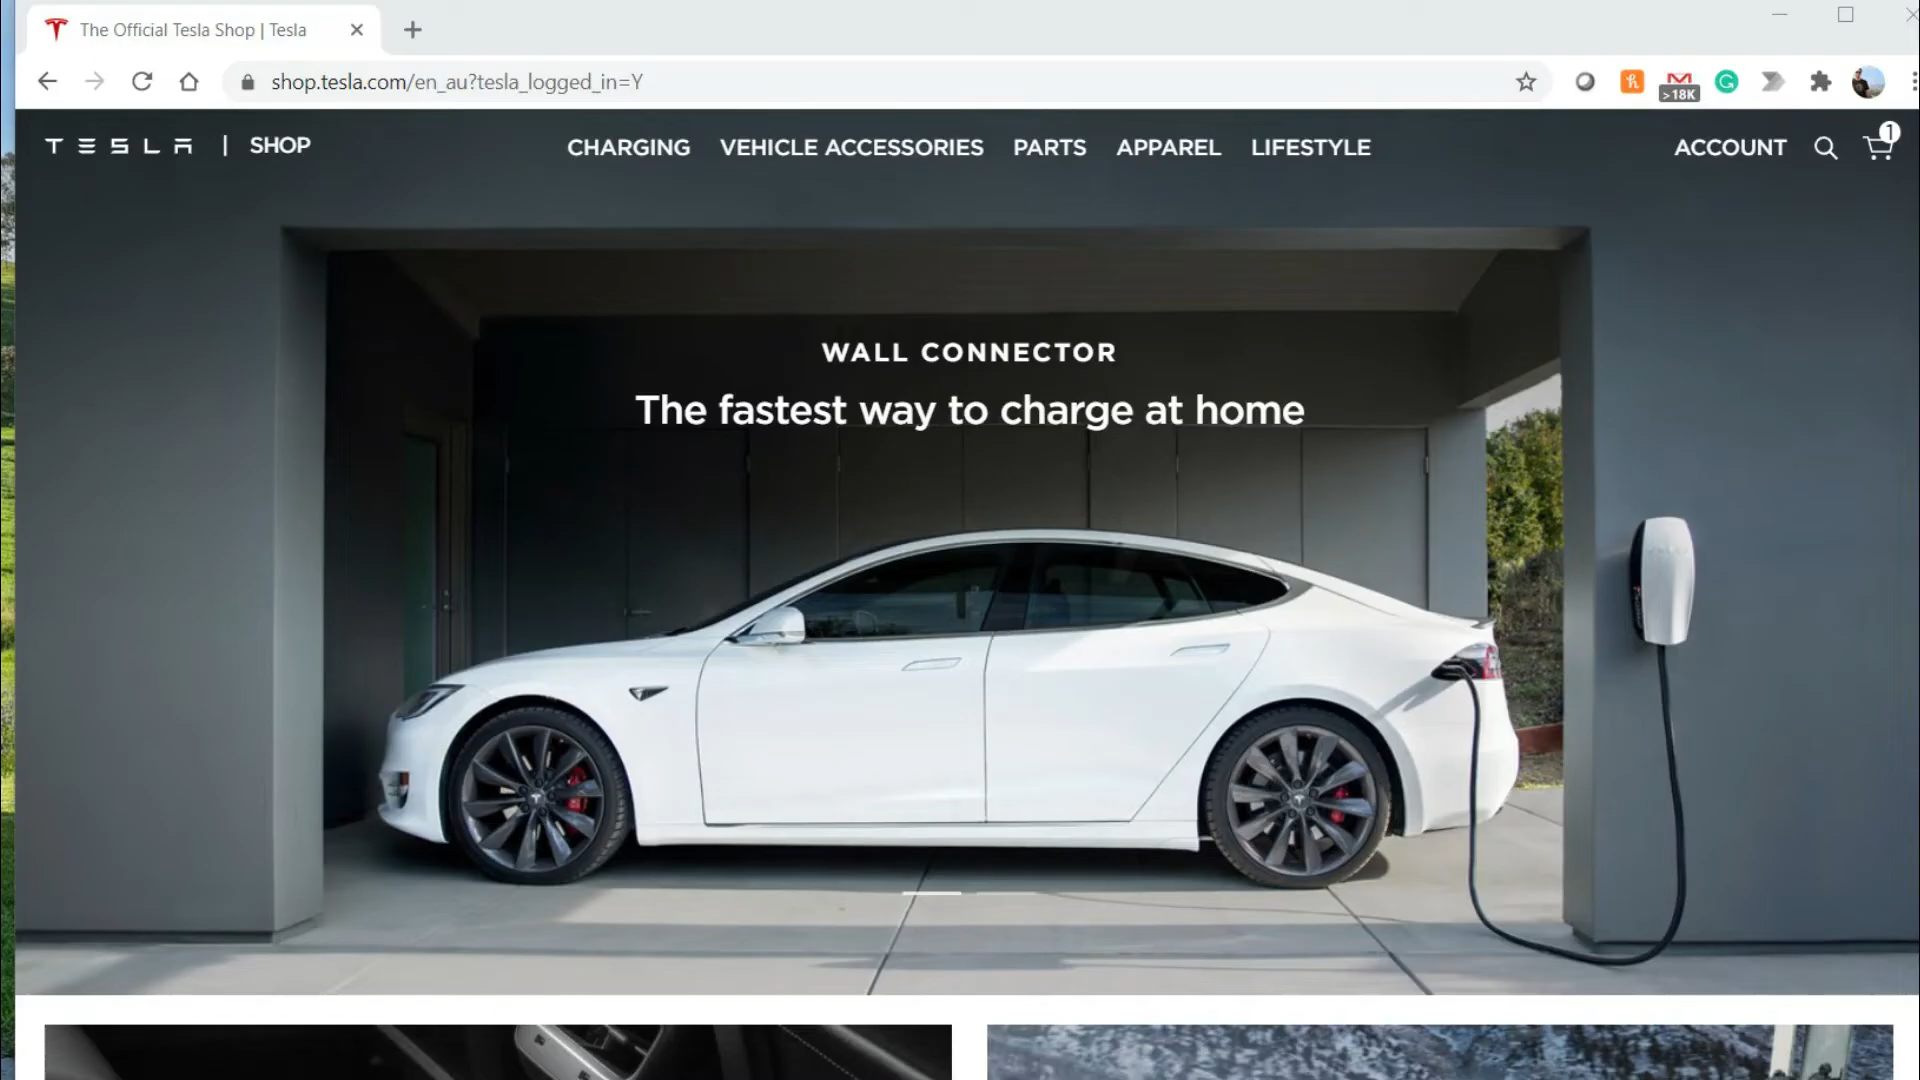 The Official Tesla Shop | Tesla
shop.tesla.com/en_au?tesla_logged_in=Y
>18K
TESLA | SHOP
CHARGING VEHICLE ACCESSORIES PARTS APPAREL LIFESTYLE
ACCOUNT
1
WALL CONNECTOR
The fastest way to charge at home